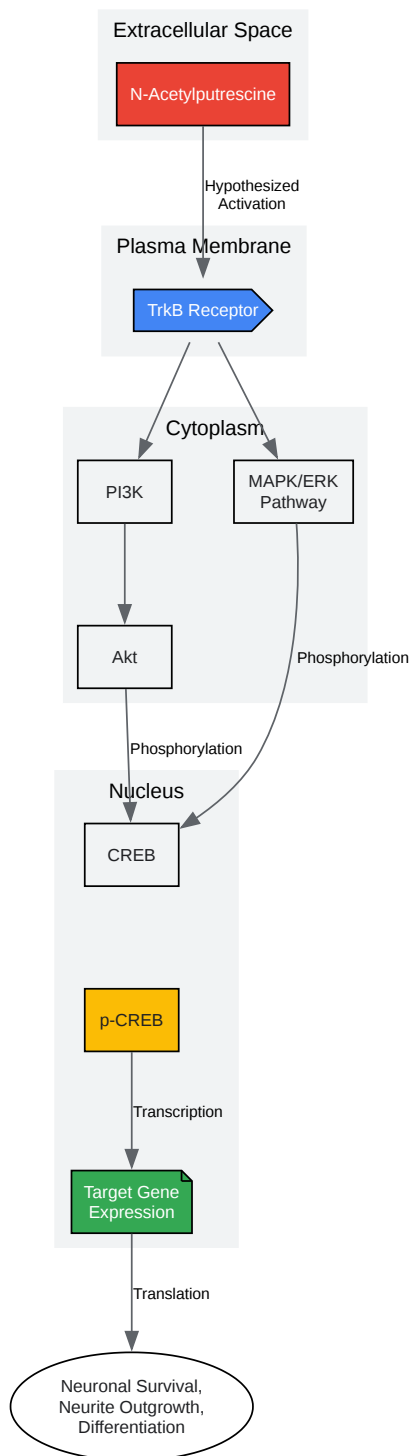 Extracellular Space
N-Acetylputrescine
Hypothesized
Activation
Plasma Membrane
TrkB Receptor
Cytoplasm
PI3K
MAPK/ERK
Pathway
Akt
Phosphorylation
Phosphorylation
Nucleus
CREB
p-CREB
Transcription
Target Gene
Expression
Translation
Neuronal Survival,
Neurite Outgrowth,
Differentiation